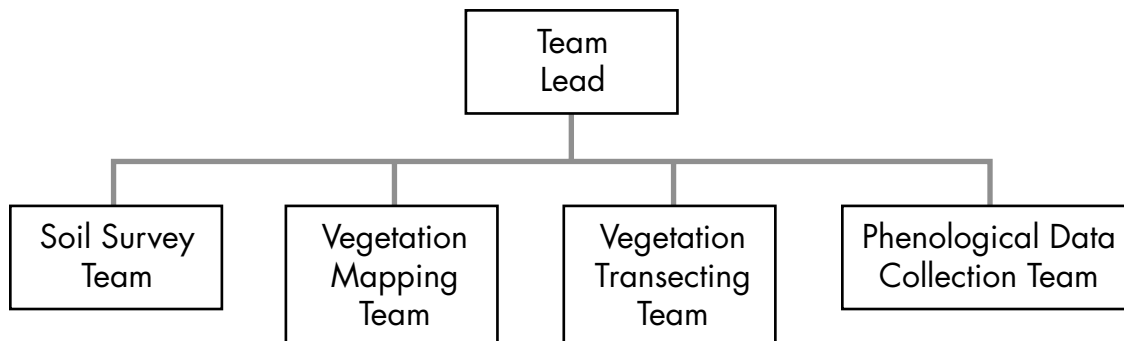 Team
Lead
Soil Survey
Team
Vegetation
Mapping
Team
Vegetation
Transecting
Team
Phenological Data
Collection Team